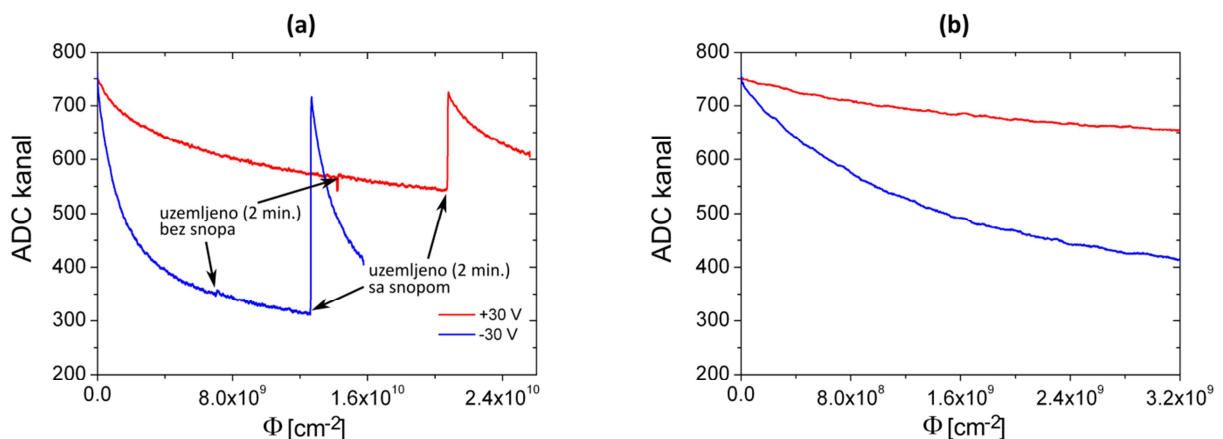 (a)
800
700
600
500
400
300
200
ADC kanal
uzemljeno (2 min.)
bez snopa
uzemljeno (2 min.)
sa snopom
+30 V
-30 V
0.0
8.0x10⁹
1.6x10¹⁰
2.4x10¹⁰
Φ [cm⁻²]
(b)
800
700
600
500
400
300
200
ADC kanal
0.0
8.0x10⁸
1.6x10⁹
2.4x10⁹
3.2x10⁹
Φ [cm⁻²]